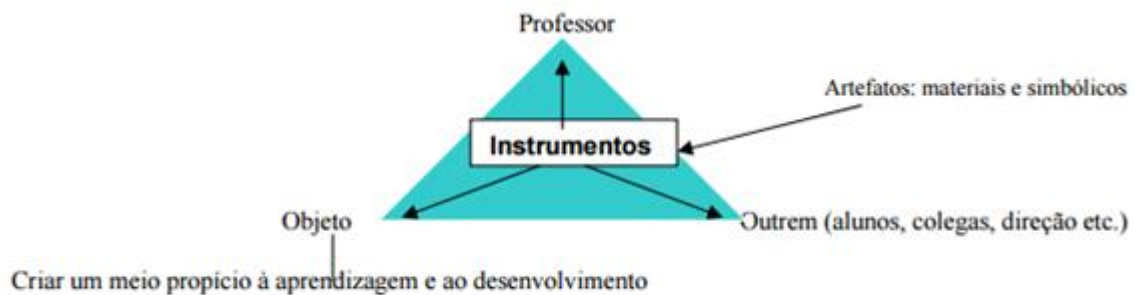 Professor
Artefatos: materiais e simbólicos
Instrumentos
Objeto
Outrem (alunos, colegas, direção etc.)
Criar um meio propício à aprendizagem e ao desenvolvimento